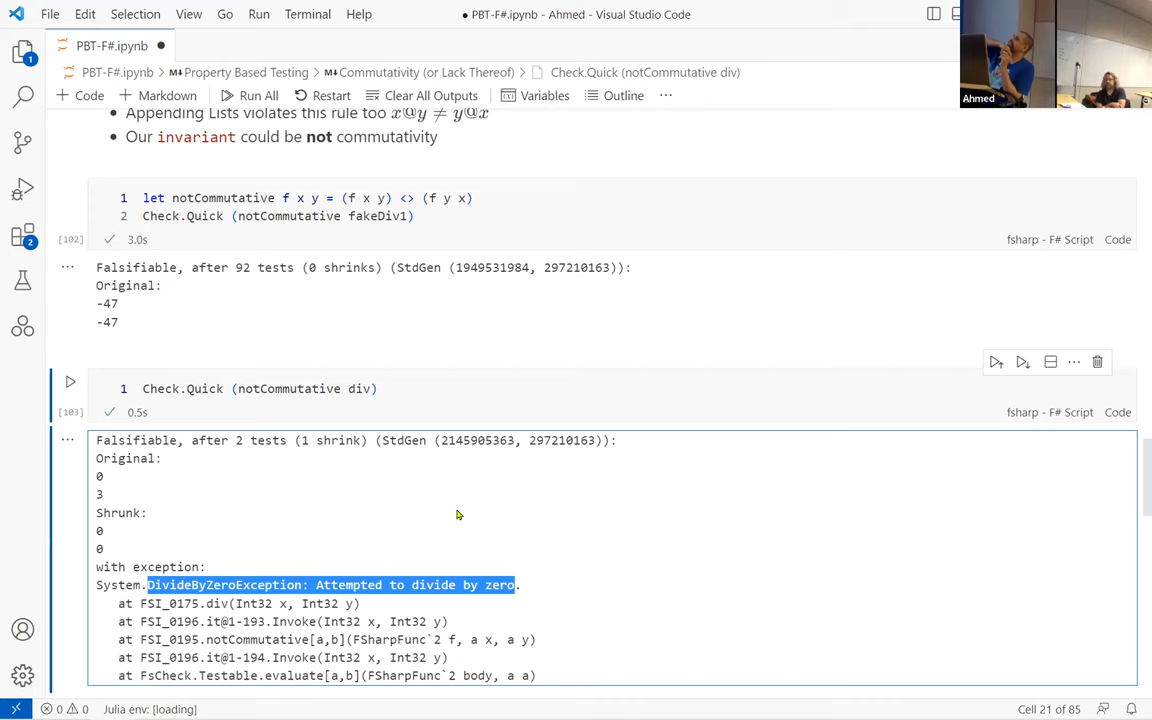 File Edit Selection View Go Run Terminal Help
● PBT-F#.ipynb - Ahmed - Visual Studio Code
PBT-F#.ipynb ●
PBT-F#.ipynb > M↓Property Based Testing > M↓Commutativity (or Lack Thereof) > Check.Quick (notCommutative div)
+ Code + Markdown Run All Restart Clear All Outputs Variables Outline ...
Ahmed
• Appending Lists violates this rule too x@y ≠ y@x
• Our invariant could be not commutativity
1 let notCommutative f x y = (f x y) <> (f y x)
2 Check.Quick (notCommutative fakeDiv1)
[102] ✓ 3.0s fsharp - F# Script Code
... Falsifiable, after 92 tests (0 shrinks) (StdGen (1949531984, 297210163)):
Original:
-47
-47
1 Check.Quick (notCommutative div)
[103] ✓ 0.5s fsharp - F# Script Code
... Falsifiable, after 2 tests (1 shrink) (StdGen (2145905363, 297210163)):
Original:
0
3
Shrunk:
0
0
with exception:
System.DivideByZeroException: Attempted to divide by zero.
at FSI_0175.div(Int32 x, Int32 y)
at FSI_0196.it@1-193.Invoke(Int32 x, Int32 y)
at FSI_0195.notCommutative[a,b](FSharpFunc`2 f, a x, a y)
at FSI_0196.it@1-194.Invoke(Int32 x, Int32 y)
at FsCheck.Testable.evaluate[a,b](FSharpFunc`2 body, a a)
1
2
0 0 Julia env: [loading] Cell 21 of 85